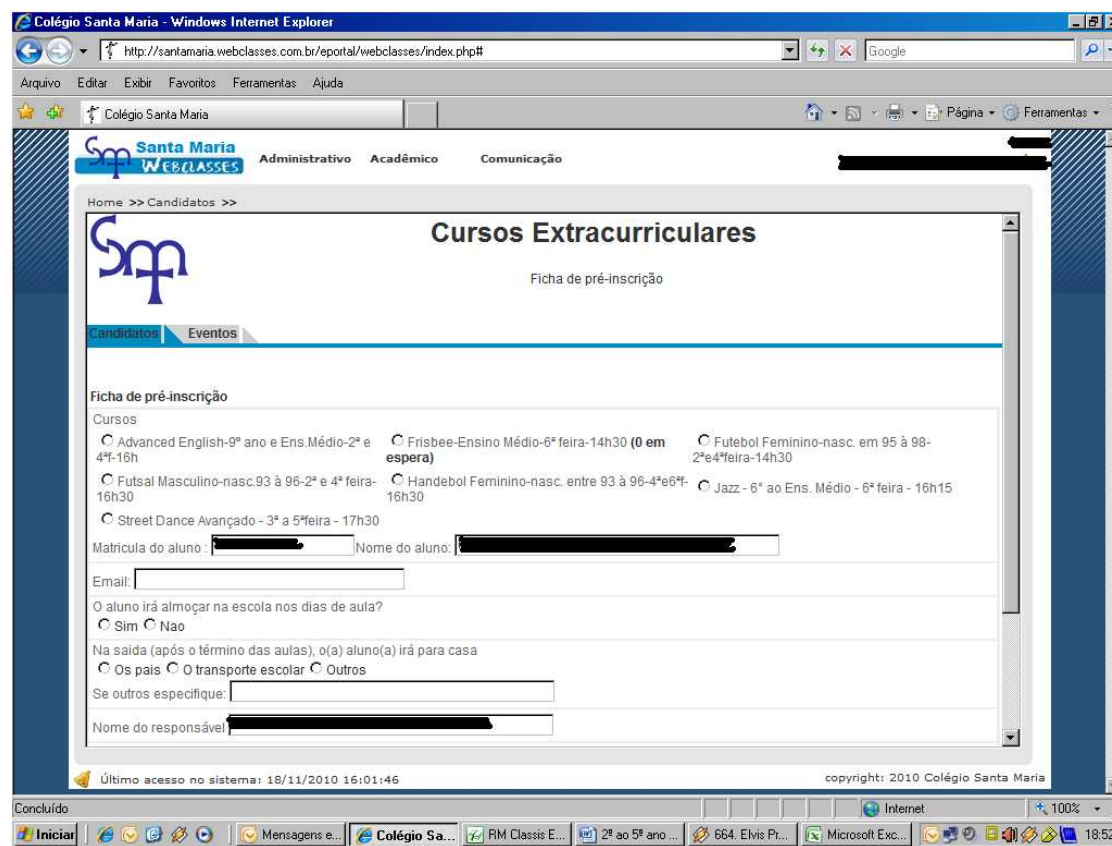 Colégio Santa Maria - Windows Internet Explorer
http://santamaria.webclasses.com.br/eportal/webclasses/index.php#
Google
Arquivo Editar Exibir Favoritos Ferramentas Ajuda
Colégio Santa Maria
Página Ferramentas
Santa Maria
WEBCLASSES
Administrativo Acadêmico Comunicação
Home >> Candidatos >>
Sm
Cursos Extracurriculares
Ficha de pré-inscrição
Candidatos Eventos
Ficha de pré-inscrição
Cursos
Advanced English-9º ano e Ens.Médio-2ª e 4ªf-16h
Frisbee-Ensino Médio-6ª feira-14h30 (0 em espera)
Futebol Feminino-nasc. em 95 à 98-2ªe4ªfeira-14h30
Futsal Masculino-nasc.93 à 96-2ª e 4ª feira-16h30
Handebol Feminino-nasc. entre 93 à 96-4ªe6ªf-16h30
Jazz - 6° ao Ens. Médio - 6ª feira - 16h15
Street Dance Avançado - 3ª a 5ªfeira - 17h30
Matricula do aluno : Nome do aluno:
Email:
O aluno irá almoçar na escola nos dias de aula?
Sim Nao
Na saida (após o término das aulas), o(a) aluno(a) irá para casa
Os pais O transporte escolar Outros
Se outros especifique:
Nome do responsável
Último acesso no sistema: 18/11/2010 16:01:46
copyright: 2010 Colégio Santa Maria
Concluído Internet 100%
Iniciar Mensagens e... Colégio Sa... RM Classis E... 2º ao 5º ano ... 664. Elvis Pr... Microsoft Exc... 18:52